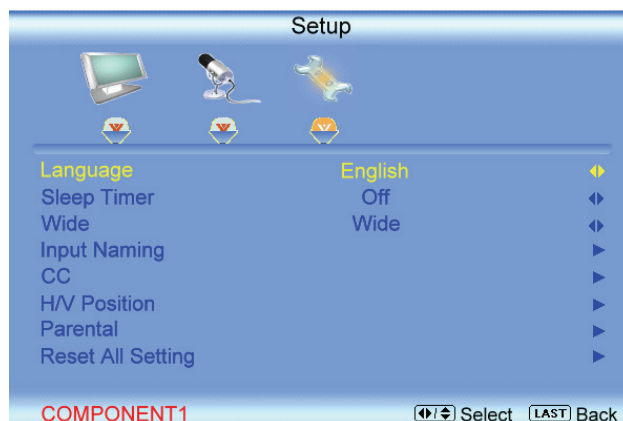 Setup
Language English
Sleep Timer Off
Wide Wide
Input Naming
CC
H/V Position
Parental
Reset All Setting
COMPONENT1 / Select LAST Back